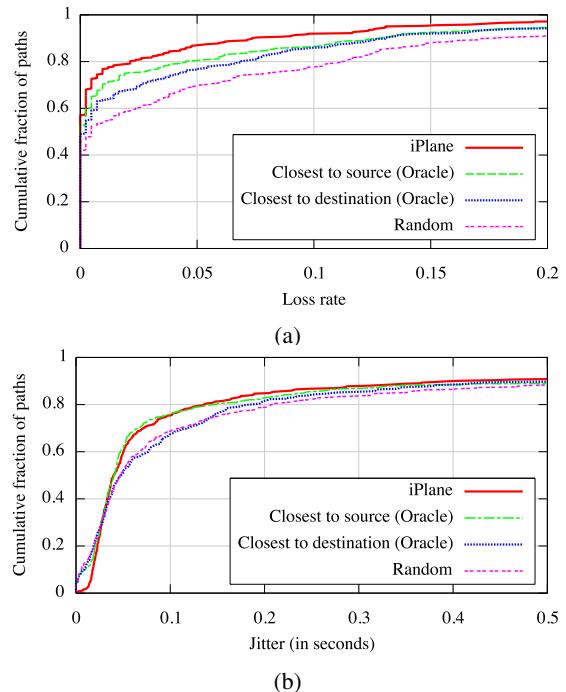 1
0.8
0.6
0.4
0.2
0
Cumulative fraction of paths
iPlane
Closest to source (Oracle)
Closest to destination (Oracle)
Random
0 0.05 0.1 0.15 0.2
Loss rate
(a)
1
0.8
0.6
0.4
0.2
0
Cumulative fraction of paths
iPlane
Closest to source (Oracle)
Closest to destination (Oracle)
Random
0 0.1 0.2 0.3 0.4 0.5
Jitter (in seconds)
(b)